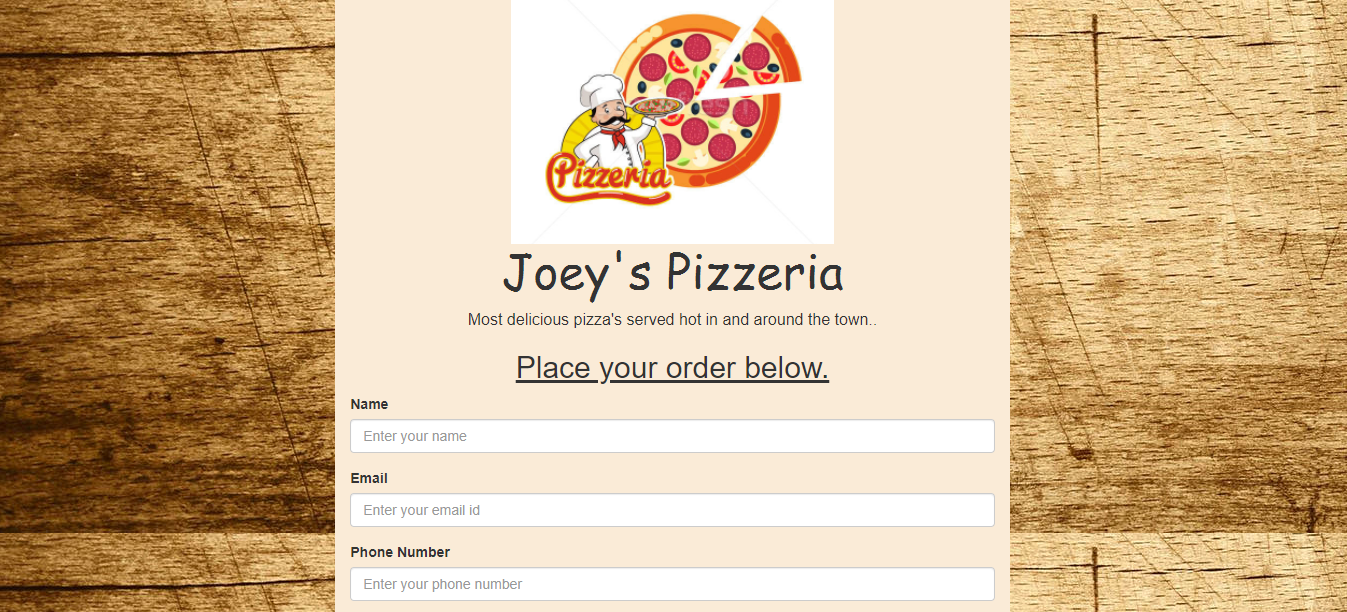 Pizzeria
Joey's Pizzeria
Most delicious pizza's served hot in and around the town..
Place your order below.
Name
Enter your name
Email
Enter your email id
Phone Number
Enter your phone number